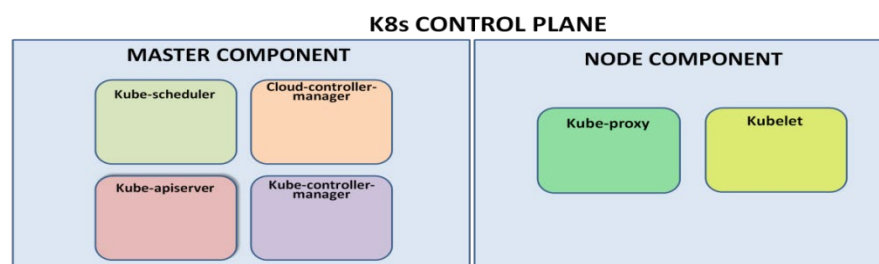 K8s CONTROL PLANE
MASTER COMPONENT
Kube-scheduler
Cloud-controller-
manager
Kube-apiserver
Kube-controller-
manager
NODE COMPONENT
Kube-proxy
Kubelet